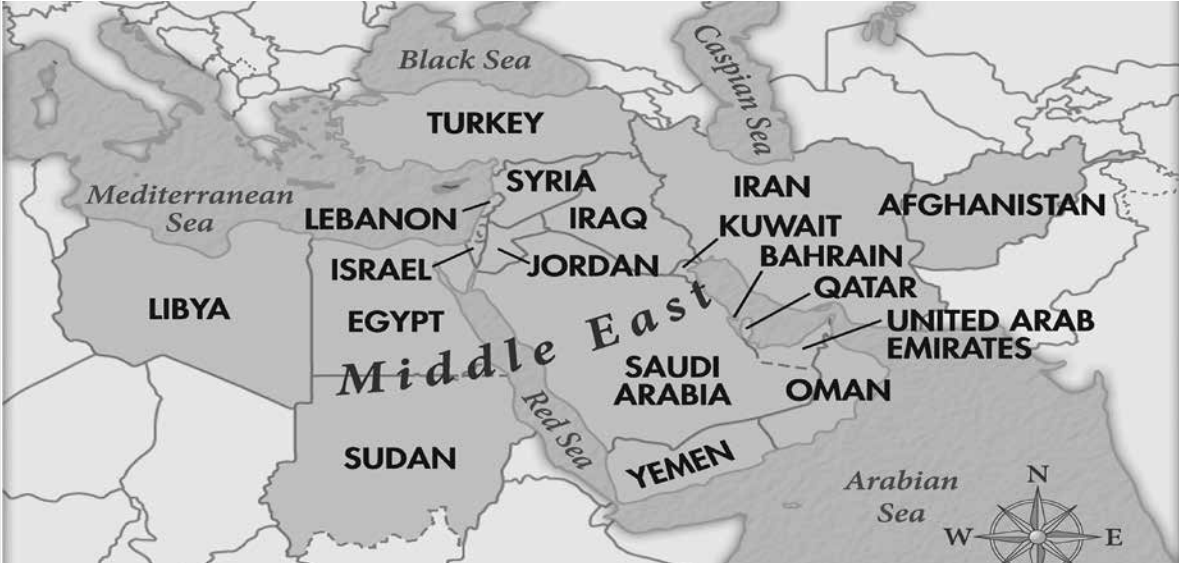 Black Sea
Caspian Sea
TURKEY
Mediterranean
Sea
SYRIA
IRAN
AFGHANISTAN
LEBANON
IRAQ
KUWAIT
BAHRAIN
ISRAEL
JORDAN
QATAR
LIBYA
EGYPT
UNITED ARAB
EMIRATES
Middle East
SAUDI
ARABIA
OMAN
Red Sea
SUDAN
YEMEN
Arabian
Sea
N
W
E